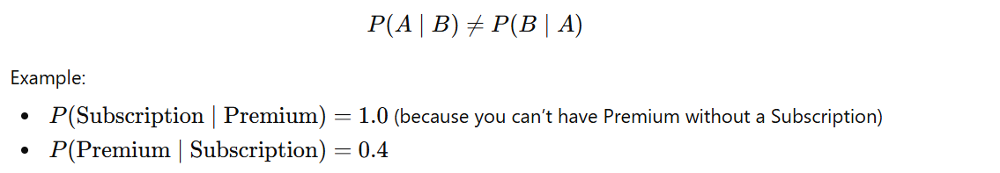 P(A | B) ≠ P(B | A)
Example:
• P(Subscription | Premium) = 1.0 (because you can't have Premium without a Subscription)
• P(Premium | Subscription) = 0.4